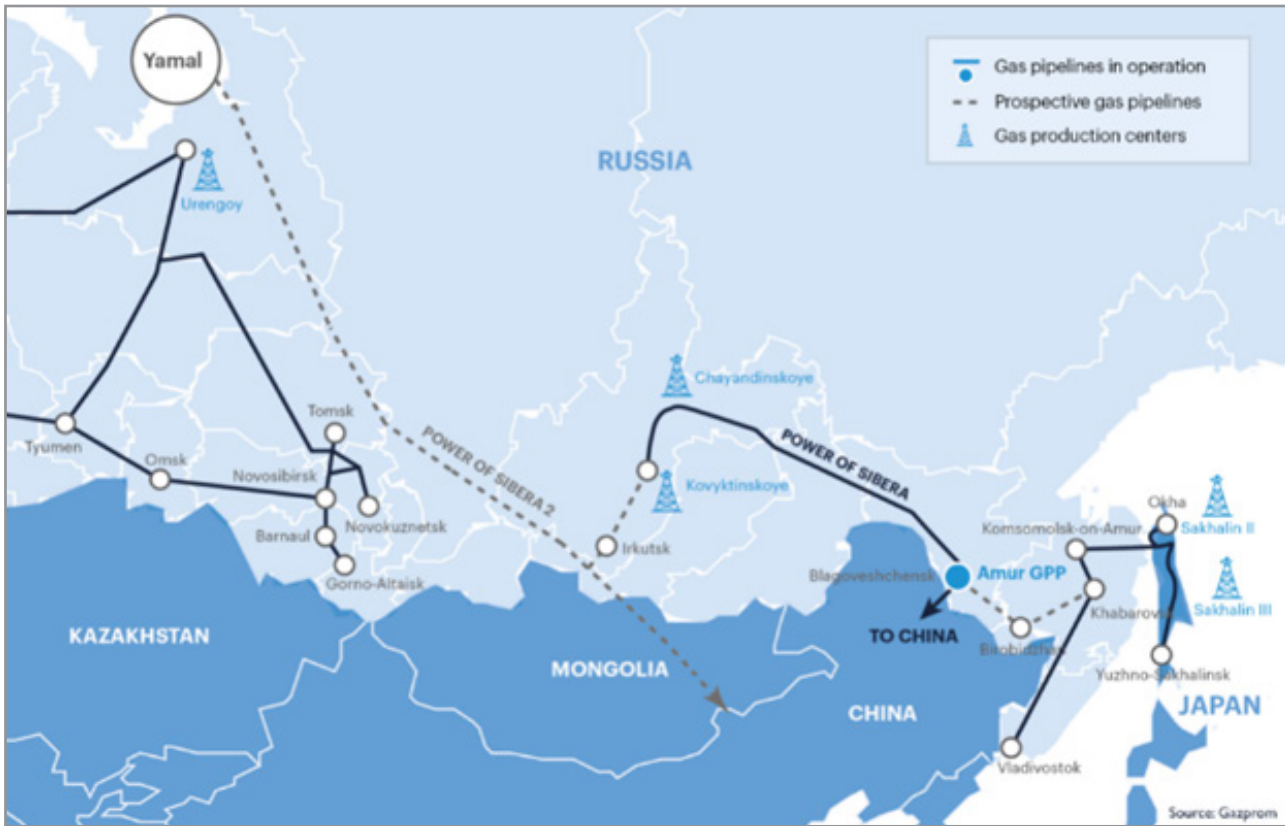 Yamal
Gas pipelines in operation
Prospective gas pipelines
Gas production centers
RUSSIA
Urengoy
Chayandinskoye
Tomsk
Tyumen
POWER OF SIBERA 2
POWER OF SIBERA
Omsk
Novosibirsk
Kovyktinskoye
Okha
Novokuznetsk
Komsomolsk-on-Amur
Sakhalin II
Barnaul
Irkutsk
Gorno-Altaisk
Blagoveshchensk
Amur GPP
Sakhalin III
Khabarovsk
KAZAKHSTAN
TO CHINA
Birobidzhan
MONGOLIA
Yuzhno-Sakhalinsk
CHINA
JAPAN
Vladivostok
Source: Gazprom